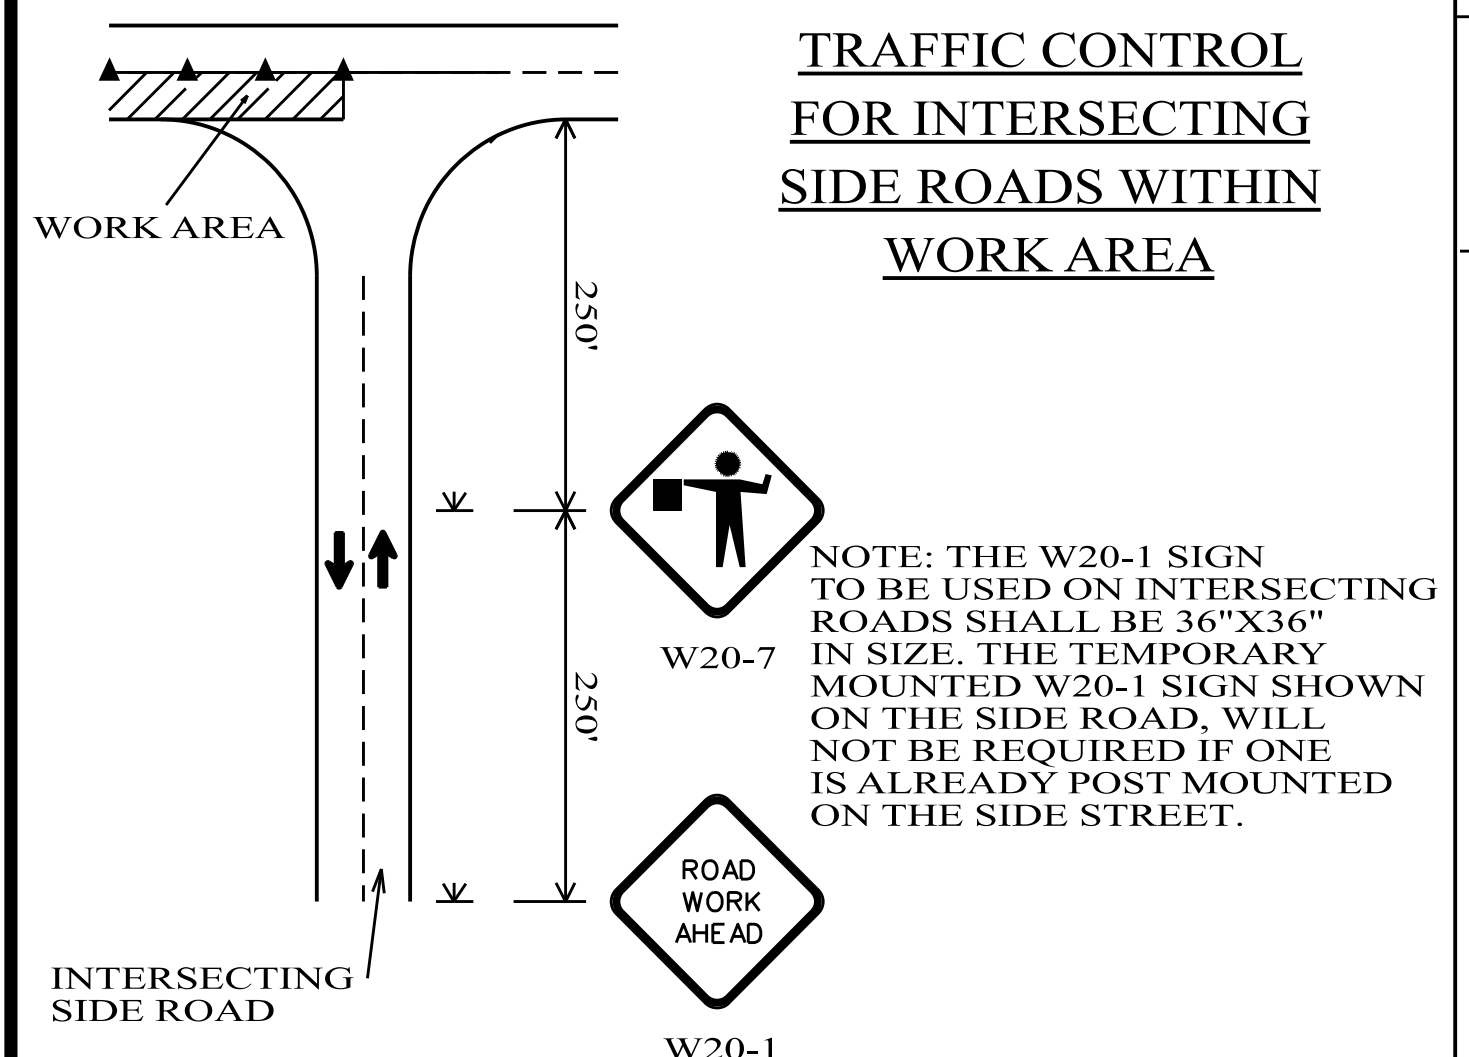 TRAFFIC CONTROL
FOR INTERSECTING
SIDE ROADS WITHIN
WORK AREA
WORK AREA
250'
250'
W20-7
NOTE: THE W20-1 SIGN
TO BE USED ON INTERSECTING
ROADS SHALL BE 36"X36"
IN SIZE. THE TEMPORARY
MOUNTED W20-1 SIGN SHOWN
ON THE SIDE ROAD, WILL
NOT BE REQUIRED IF ONE
IS ALREADY POST MOUNTED
ON THE SIDE STREET.
ROAD
WORK
AHEAD
INTERSECTING
SIDE ROAD
W20-1